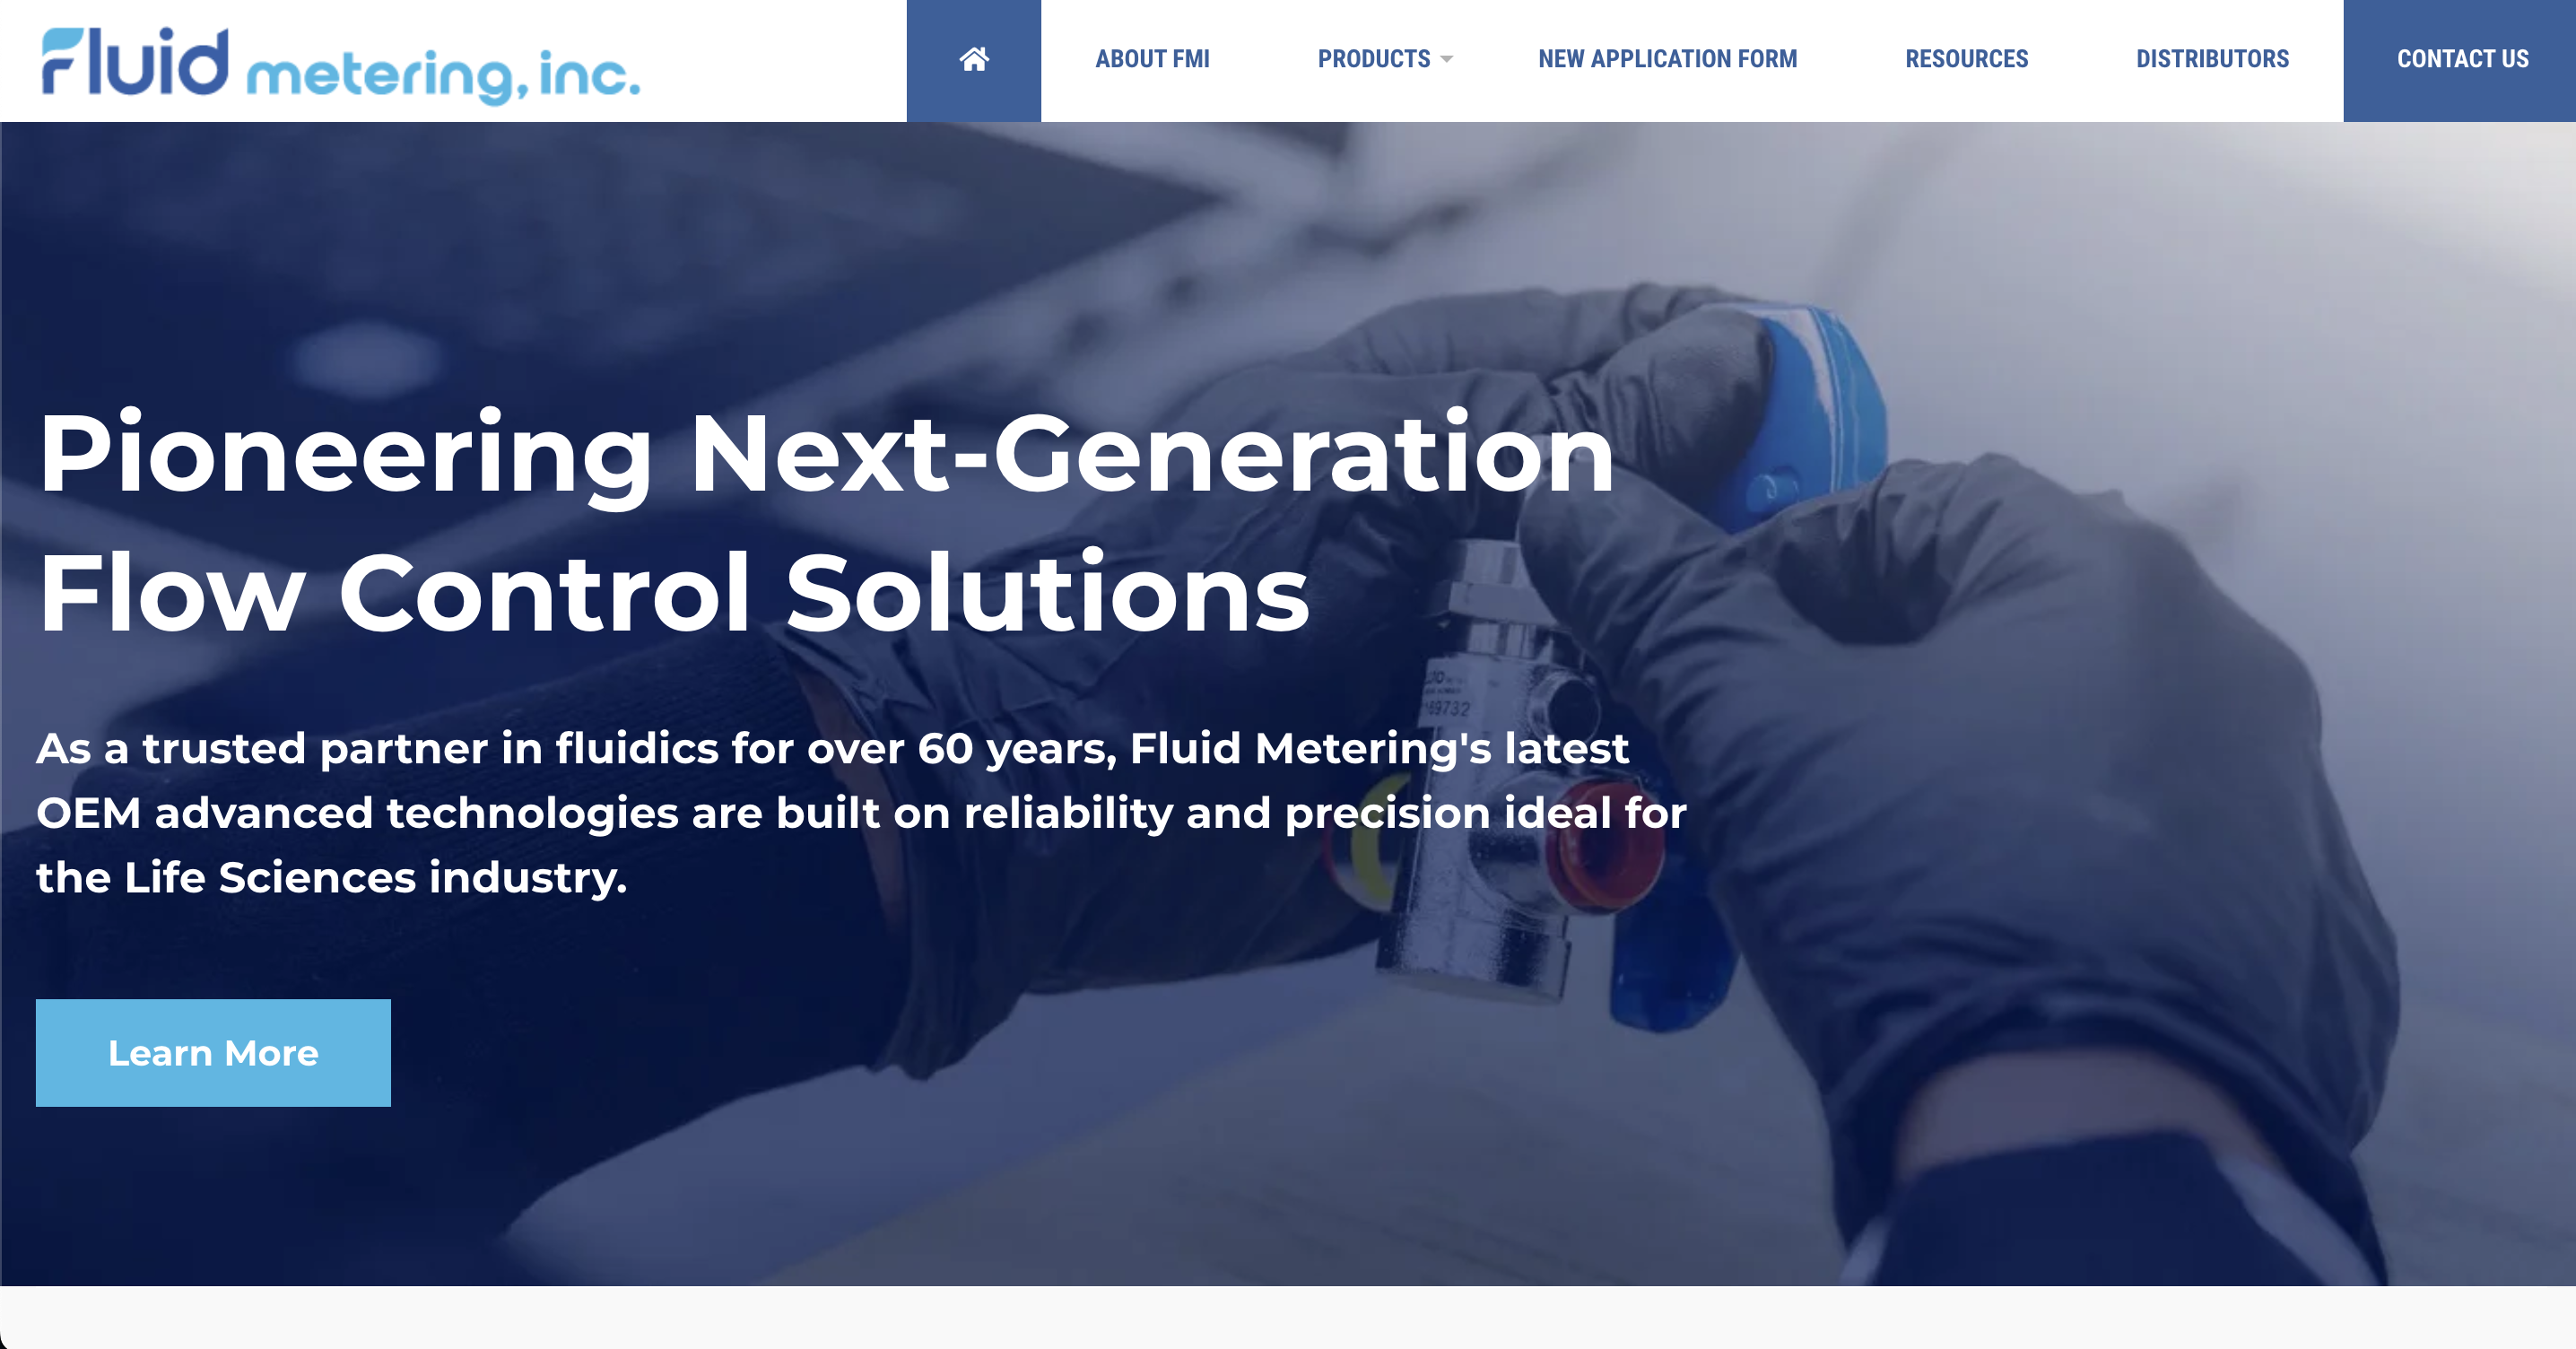 Fluid metering, inc.
ABOUT FMI
PRODUCTS
NEW APPLICATION FORM
RESOURCES
DISTRIBUTORS
CONTACT US
Pioneering Next-Generation
Flow Control Solutions
As a trusted partner in fluidics for over 60 years, Fluid Metering's latest
OEM advanced technologies are built on reliability and precision ideal for
the Life Sciences industry.
Learn More
69732